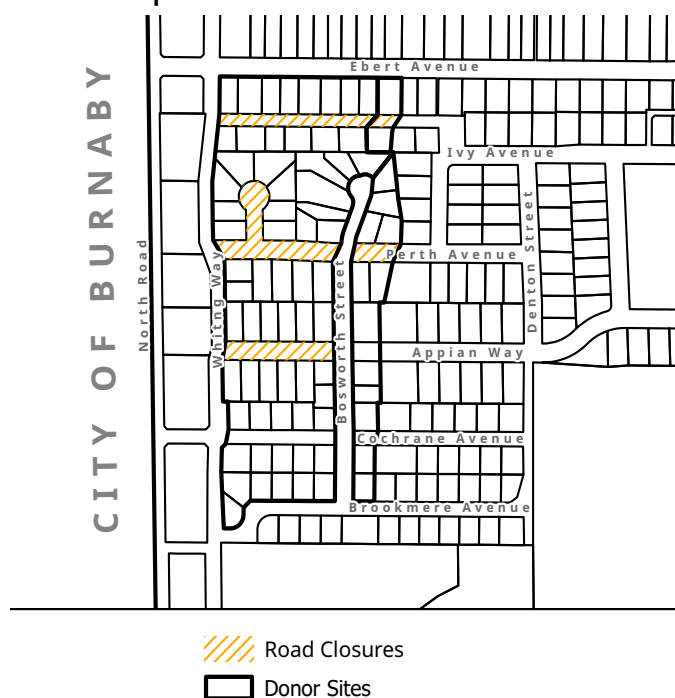 Ebert Avenue
CITY OF BURNABY
Ivy Avenue
North Road
Whitng Way
Bosworth Street
Denton Street
Perth Avenue
Appian Way
Cochrane Avenue
Brookmere Avenue
Road Closures
Donor Sites